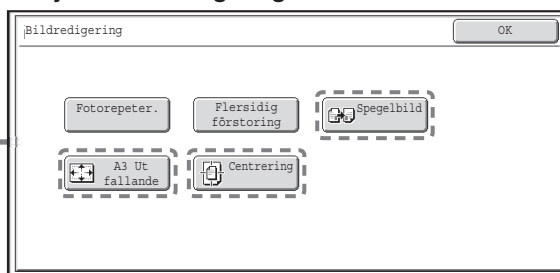 Bildredigering
OK
Fotorepeter.
Flersidig
förstoring
Spegelbild
A3 Ut
fallande
Centrering